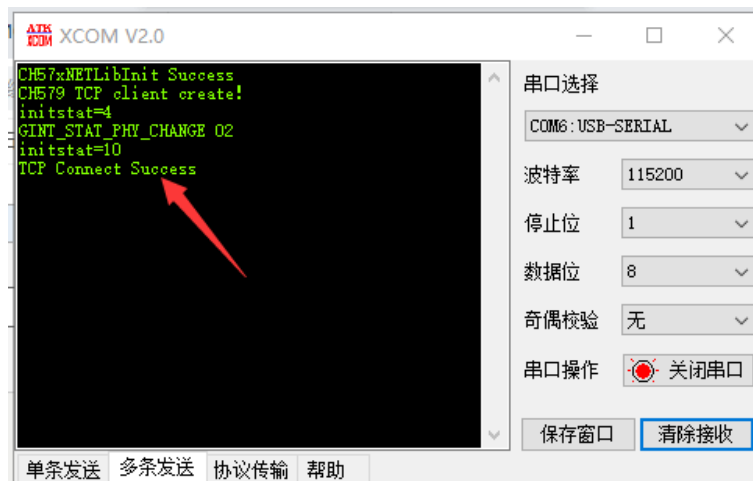 ATK
XCOM
XCOM V2.0
CH57xNETLibInit Success
CH579 TCP client create!
initstat=4
GINT_STAT_PHY_CHANGE 02
initstat=10
TCP Connect Success
串口选择
COM6:USB-SERIAL
波特率
115200
停止位
1
数据位
8
奇偶校验
无
串口操作
关闭串口
保存窗口
清除接收
单条发送
多条发送
协议传输
帮助